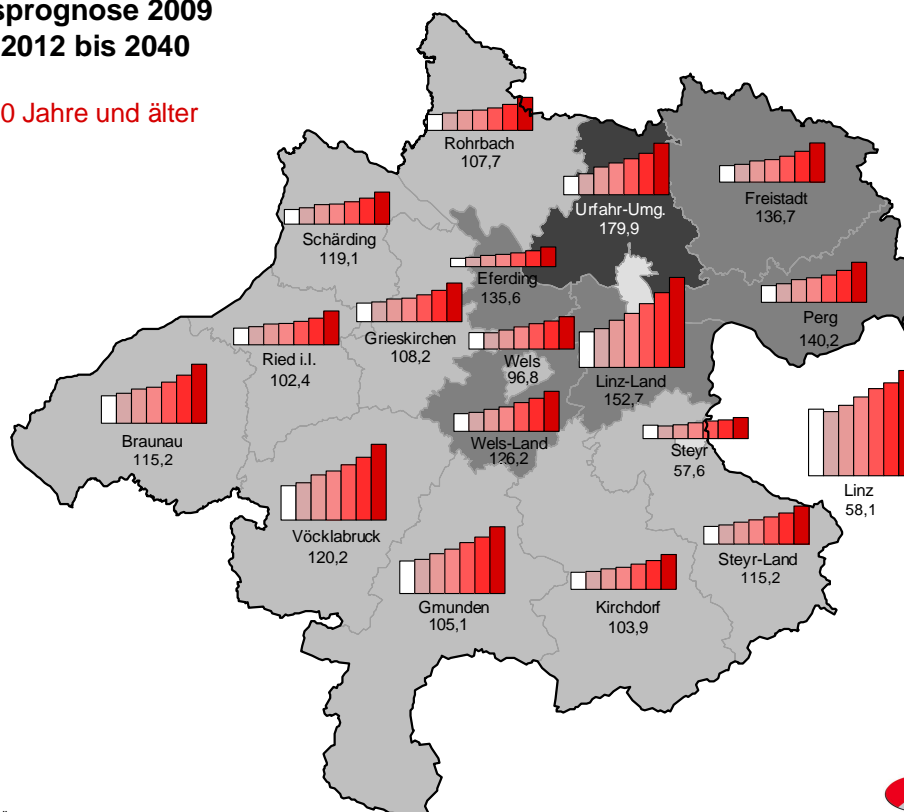 sprognose 2009
2012 bis 2040
0 Jahre und älter
Rohrbach
107,7
Urfahr-Umg.
179,9
Freistadt
136,7
Schärding
119,1
Eferding
135,6
Perg
140,2
Grieskirchen
108,2
Ried i.I.
102,4
Wels
96,8
Linz-Land
152,7
Braunau
115,2
Wels-Land
126,2
Steyr
57,6
Linz
58,1
Vöcklabruck
120,2
Steyr-Land
115,2
Gmunden
105,1
Kirchdorf
103,9